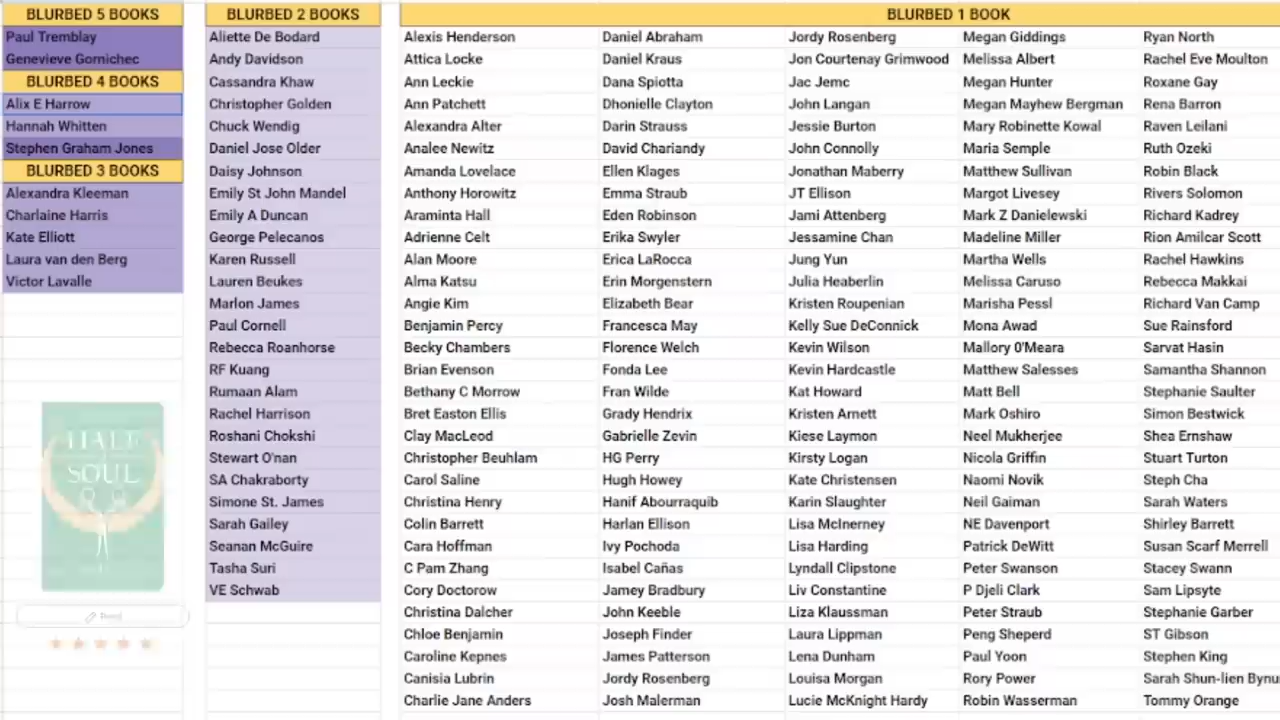 BLURBED 5 BOOKS
Paul Tremblay
Genevieve Gornichec
BLURBED 4 BOOKS
Alix E Harrow
Hannah Whitten
Stephen Graham Jones
BLURBED 3 BOOKS
Alexandra Kleeman
Charlaine Harris
Kate Elliott
Laura van den Berg
Victor Lavalle
HALF
SOUL
Read
BLURBED 2 BOOKS
Aliette De Bodard
Andy Davidson
Cassandra Khaw
Christopher Golden
Chuck Wendig
Daniel Jose Older
Daisy Johnson
Emily St John Mandel
Emily A Duncan
George Pelecanos
Karen Russell
Lauren Beukes
Marlon James
Paul Cornell
Rebecca Roanhorse
RF Kuang
Rumaan Alam
Rachel Harrison
Roshani Chokshi
Stewart O'nan
SA Chakraborty
Simone St. James
Sarah Gailey
Seanan McGuire
Tasha Suri
VE Schwab
BLURBED 1 BOOK
Alexis Henderson
Attica Locke
Ann Leckie
Ann Patchett
Alexandra Alter
Analee Newitz
Amanda Lovelace
Anthony Horowitz
Araminta Hall
Adrienne Celt
Alan Moore
Alma Katsu
Angie Kim
Benjamin Percy
Becky Chambers
Brian Evenson
Bethany C Morrow
Bret Easton Ellis
Clay MacLeod
Christopher Beuhlam
Carol Saline
Christina Henry
Colin Barrett
Cara Hoffman
C Pam Zhang
Cory Doctorow
Christina Dalcher
Chloe Benjamin
Caroline Kepnes
Canisia Lubrin
Charlie Jane Anders
Daniel Abraham
Daniel Kraus
Dana Spiotta
Dhonielle Clayton
Darin Strauss
David Chariandy
Ellen Klages
Emma Straub
Eden Robinson
Erika Swyler
Erica LaRocca
Erin Morgenstern
Elizabeth Bear
Francesca May
Florence Welch
Fonda Lee
Fran Wilde
Grady Hendrix
Gabrielle Zevin
HG Perry
Hugh Howey
Hanif Abourraquib
Harlan Ellison
Ivy Pochoda
Isabel Cañas
Jamey Bradbury
John Keeble
Joseph Finder
James Patterson
Jordy Rosenberg
Josh Malerman
Jordy Rosenberg
Jon Courtenay Grimwood
Jac Jemc
John Langan
Jessie Burton
John Connolly
Jonathan Maberry
JT Ellison
Jami Attenberg
Jessamine Chan
Jung Yun
Julia Heaberlin
Kristen Roupenian
Kelly Sue DeConnick
Kevin Wilson
Kevin Hardcastle
Kat Howard
Kristen Arnett
Kiese Laymon
Kirsty Logan
Kate Christensen
Karin Slaughter
Lisa McInerney
Lisa Harding
Lyndall Clipstone
Liv Constantine
Liza Klaussman
Laura Lippman
Lena Dunham
Louisa Morgan
Lucie McKnight Hardy
Megan Giddings
Melissa Albert
Megan Hunter
Megan Mayhew Bergman
Mary Robinette Kowal
Maria Semple
Matthew Sullivan
Margot Livesey
Mark Z Danielewski
Madeline Miller
Martha Wells
Melissa Caruso
Marisha Pessl
Mona Awad
Mallory O'Meara
Matthew Salesses
Matt Bell
Mark Oshiro
Neel Mukherjee
Nicola Griffin
Naomi Novik
Neil Gaiman
NE Davenport
Patrick DeWitt
Peter Swanson
P Djeli Clark
Peter Straub
Peng Sheperd
Paul Yoon
Rory Power
Robin Wasserman
Ryan North
Rachel Eve Moulton
Roxane Gay
Rena Barron
Raven Leilani
Ruth Ozeki
Robin Black
Rivers Solomon
Richard Kadrey
Rion Amilcar Scott
Rachel Hawkins
Rebecca Makkai
Richard Van Camp
Sue Rainsford
Sarvat Hasin
Samantha Shannon
Stephanie Saulter
Simon Bestwick
Shea Ernshaw
Stuart Turton
Steph Cha
Sarah Waters
Shirley Barrett
Susan Scarf Merrell
Stacey Swann
Sam Lipsyte
Stephanie Garber
ST Gibson
Stephen King
Sarah Shun-lien Bynu
Tommy Orange